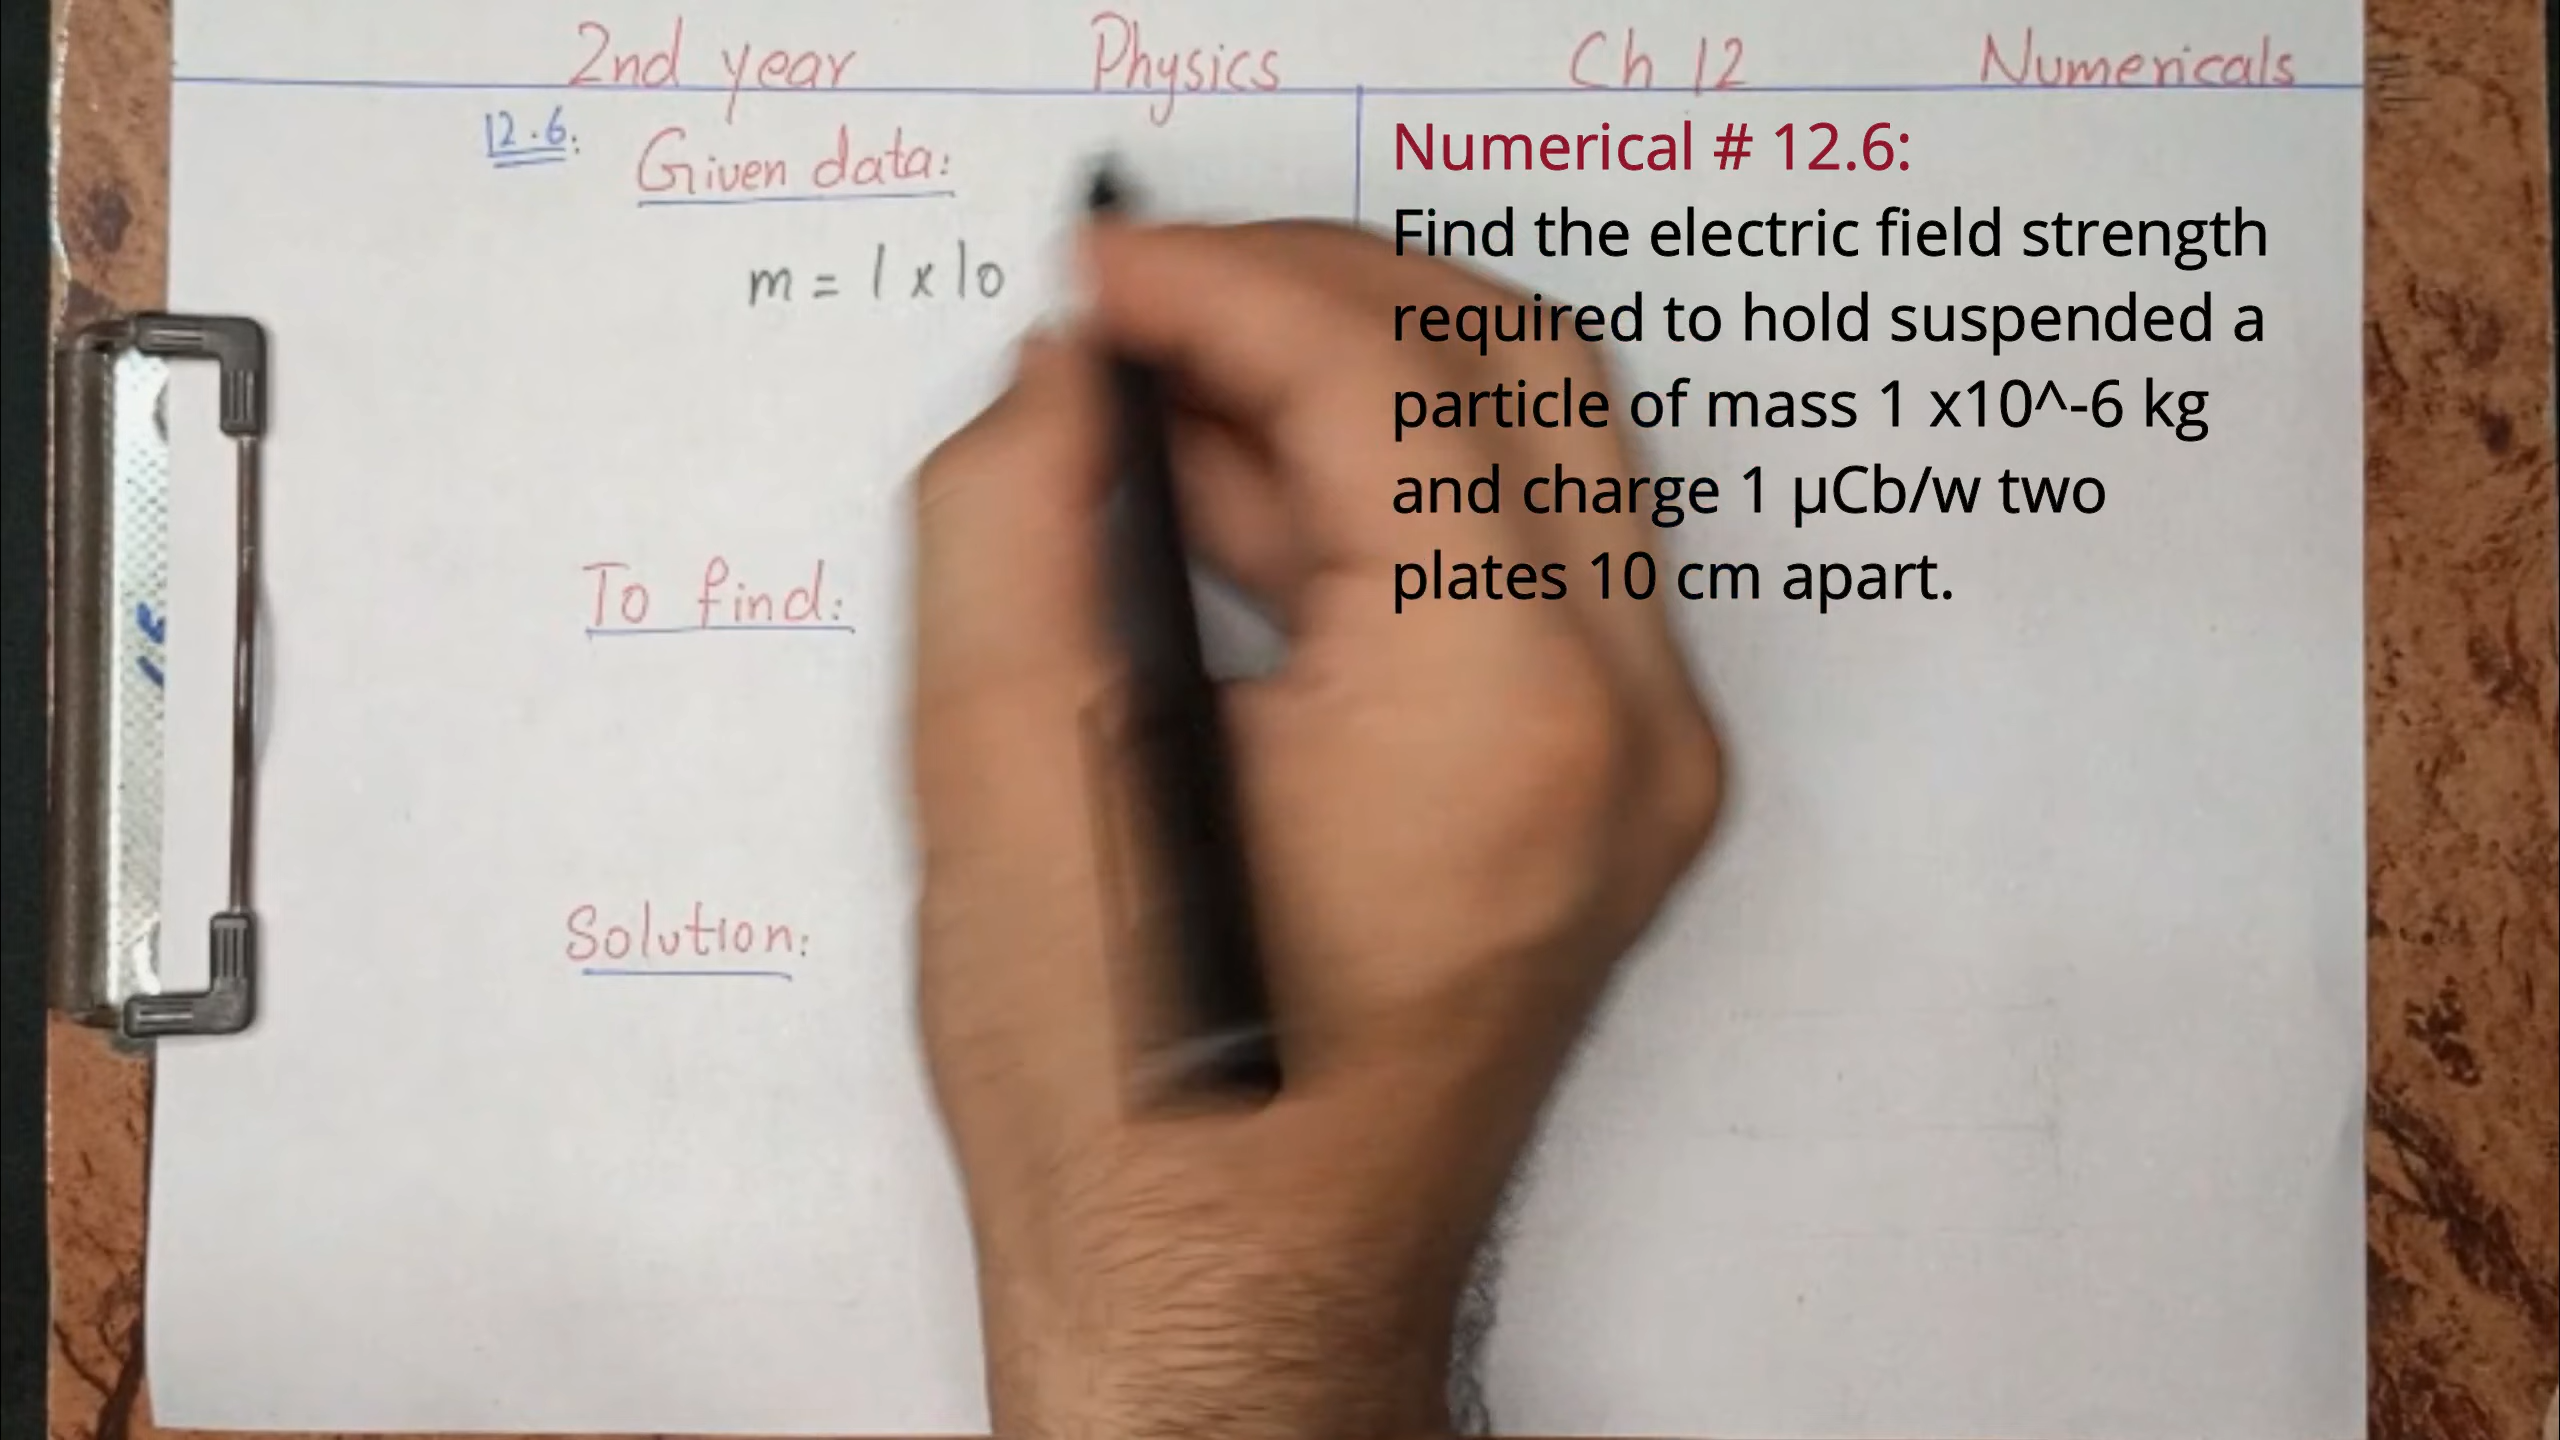 2nd year Physics Ch 12 Numericals
12.6:
Given data:
m = 1 x 10
To find:
Solution:
Numerical # 12.6:
Find the electric field strength
required to hold suspended a
particle of mass 1 x10^-6 kg
and charge 1 µCb/w two
plates 10 cm apart.